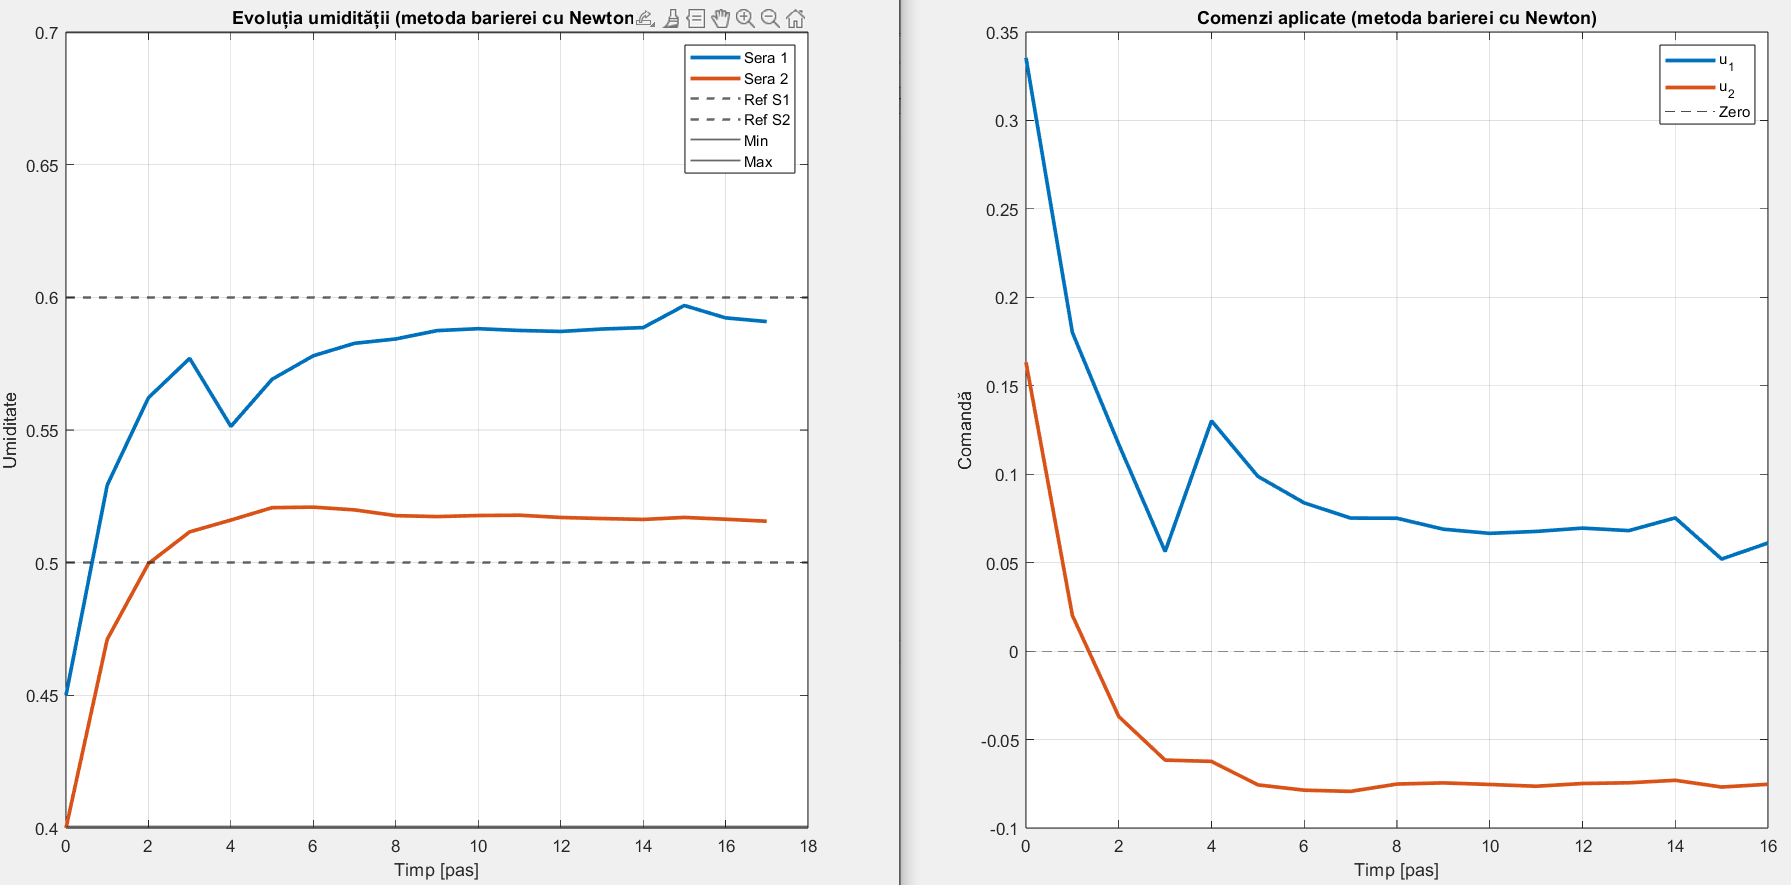 Evoluția umidității (metoda barierei cu Newton
0.7
0.65
0.6
0.55
0.5
0.45
0.4
Umiditate
Sera 1
Sera 2
Ref S1
Ref S2
Min
Max
0 2 4 6 8 10 12 14 16 18
Timp [pas]
Comenzi aplicate (metoda barierei cu Newton)
0.35
0.3
0.25
0.2
0.15
0.1
0.05
0
-0.05
-0.1
Comandă
u1
u2
Zero
0 2 4 6 8 10 12 14 16
Timp [pas]